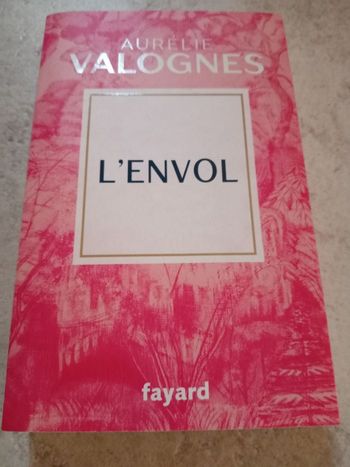 AURÉLIE
VALOGNES
L'ENVOL
fayard